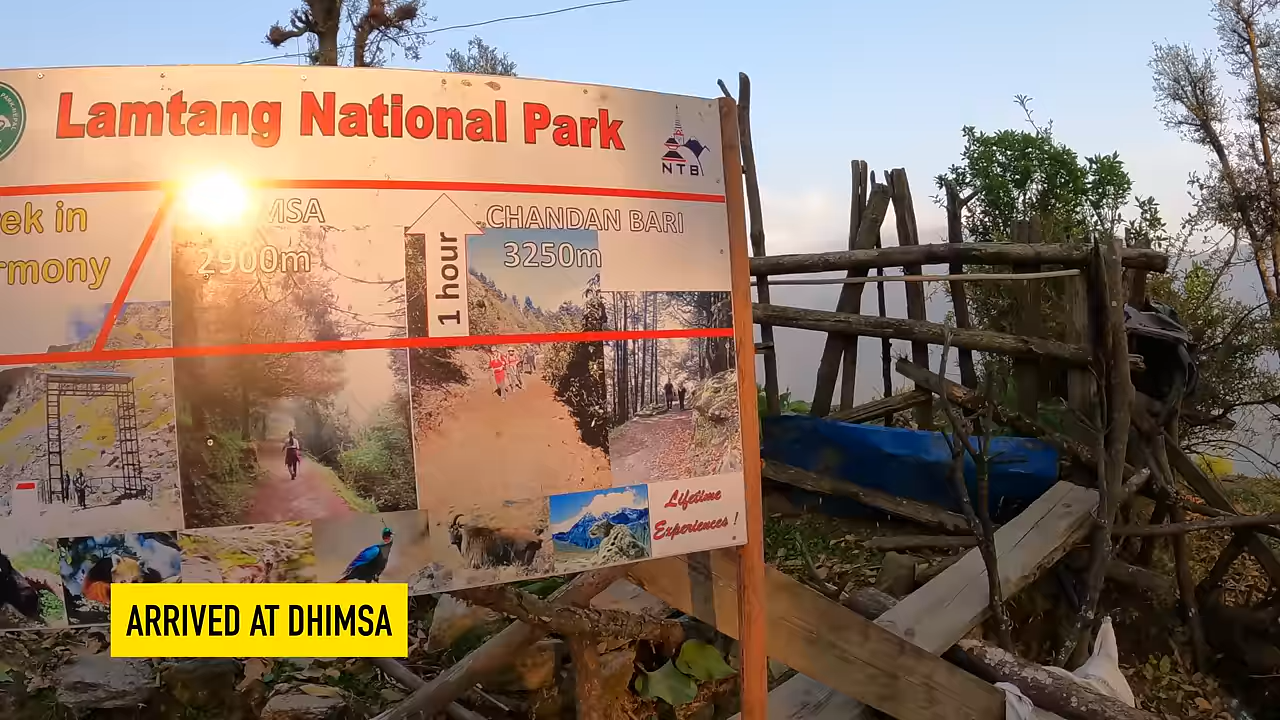 Lamtang National Park
NTB
ek in
rmony
MSA
2900m
1 hour
CHANDAN BARI
3250m
Lifetime
Experiences !
ARRIVED AT DHIMSA